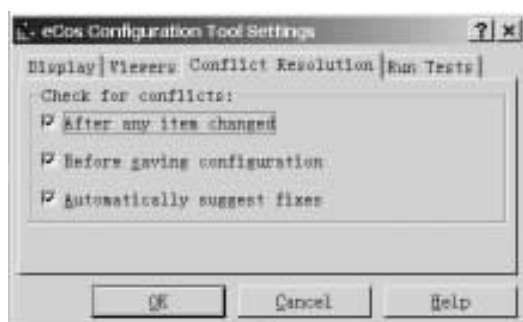 eCos Configuration Tool Settings
Display Viewers Conflict Resolution Run Tests
Check for conflicts:
After any item changed
Before saving configuration
Automatically suggest fixes
OK Cancel Help